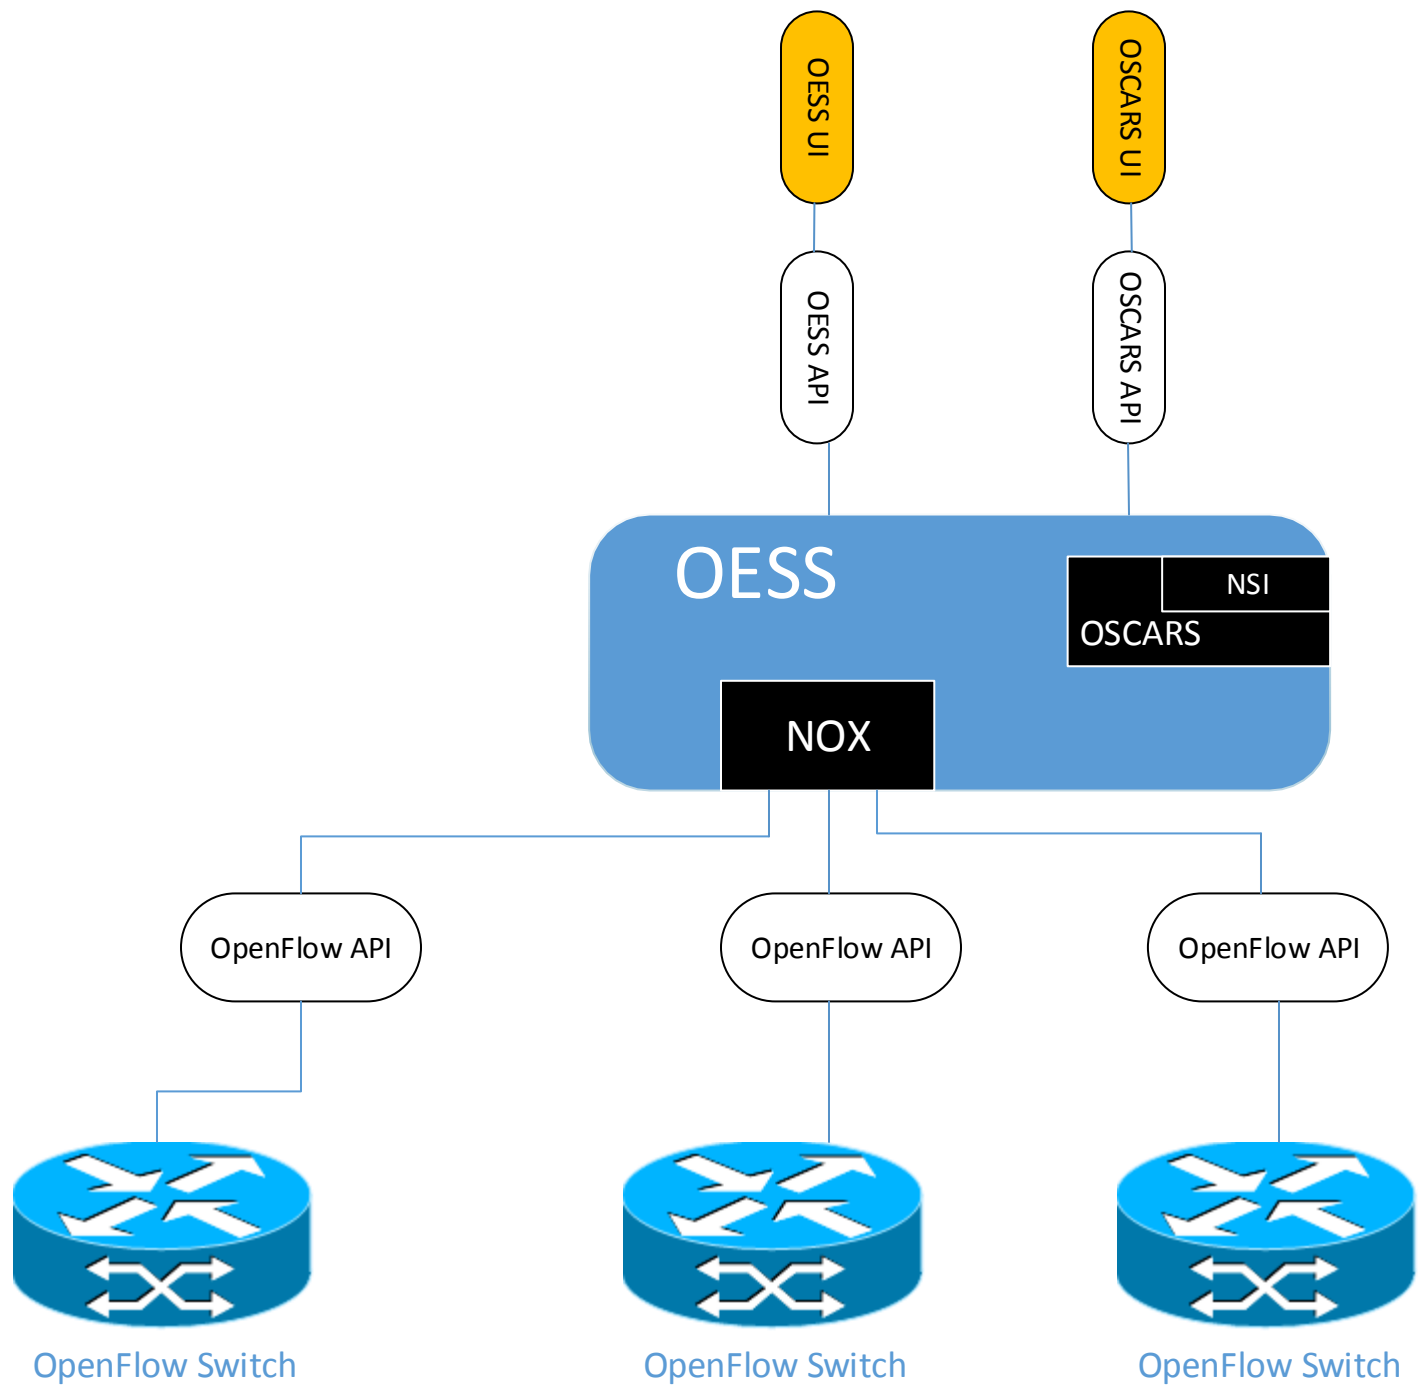 OESS UI
OSCARS UI
OESS API
OSCARS API
OESS
NSI
OSCARS
NOX
OpenFlow API
OpenFlow API
OpenFlow API
OpenFlow Switch
OpenFlow Switch
OpenFlow Switch